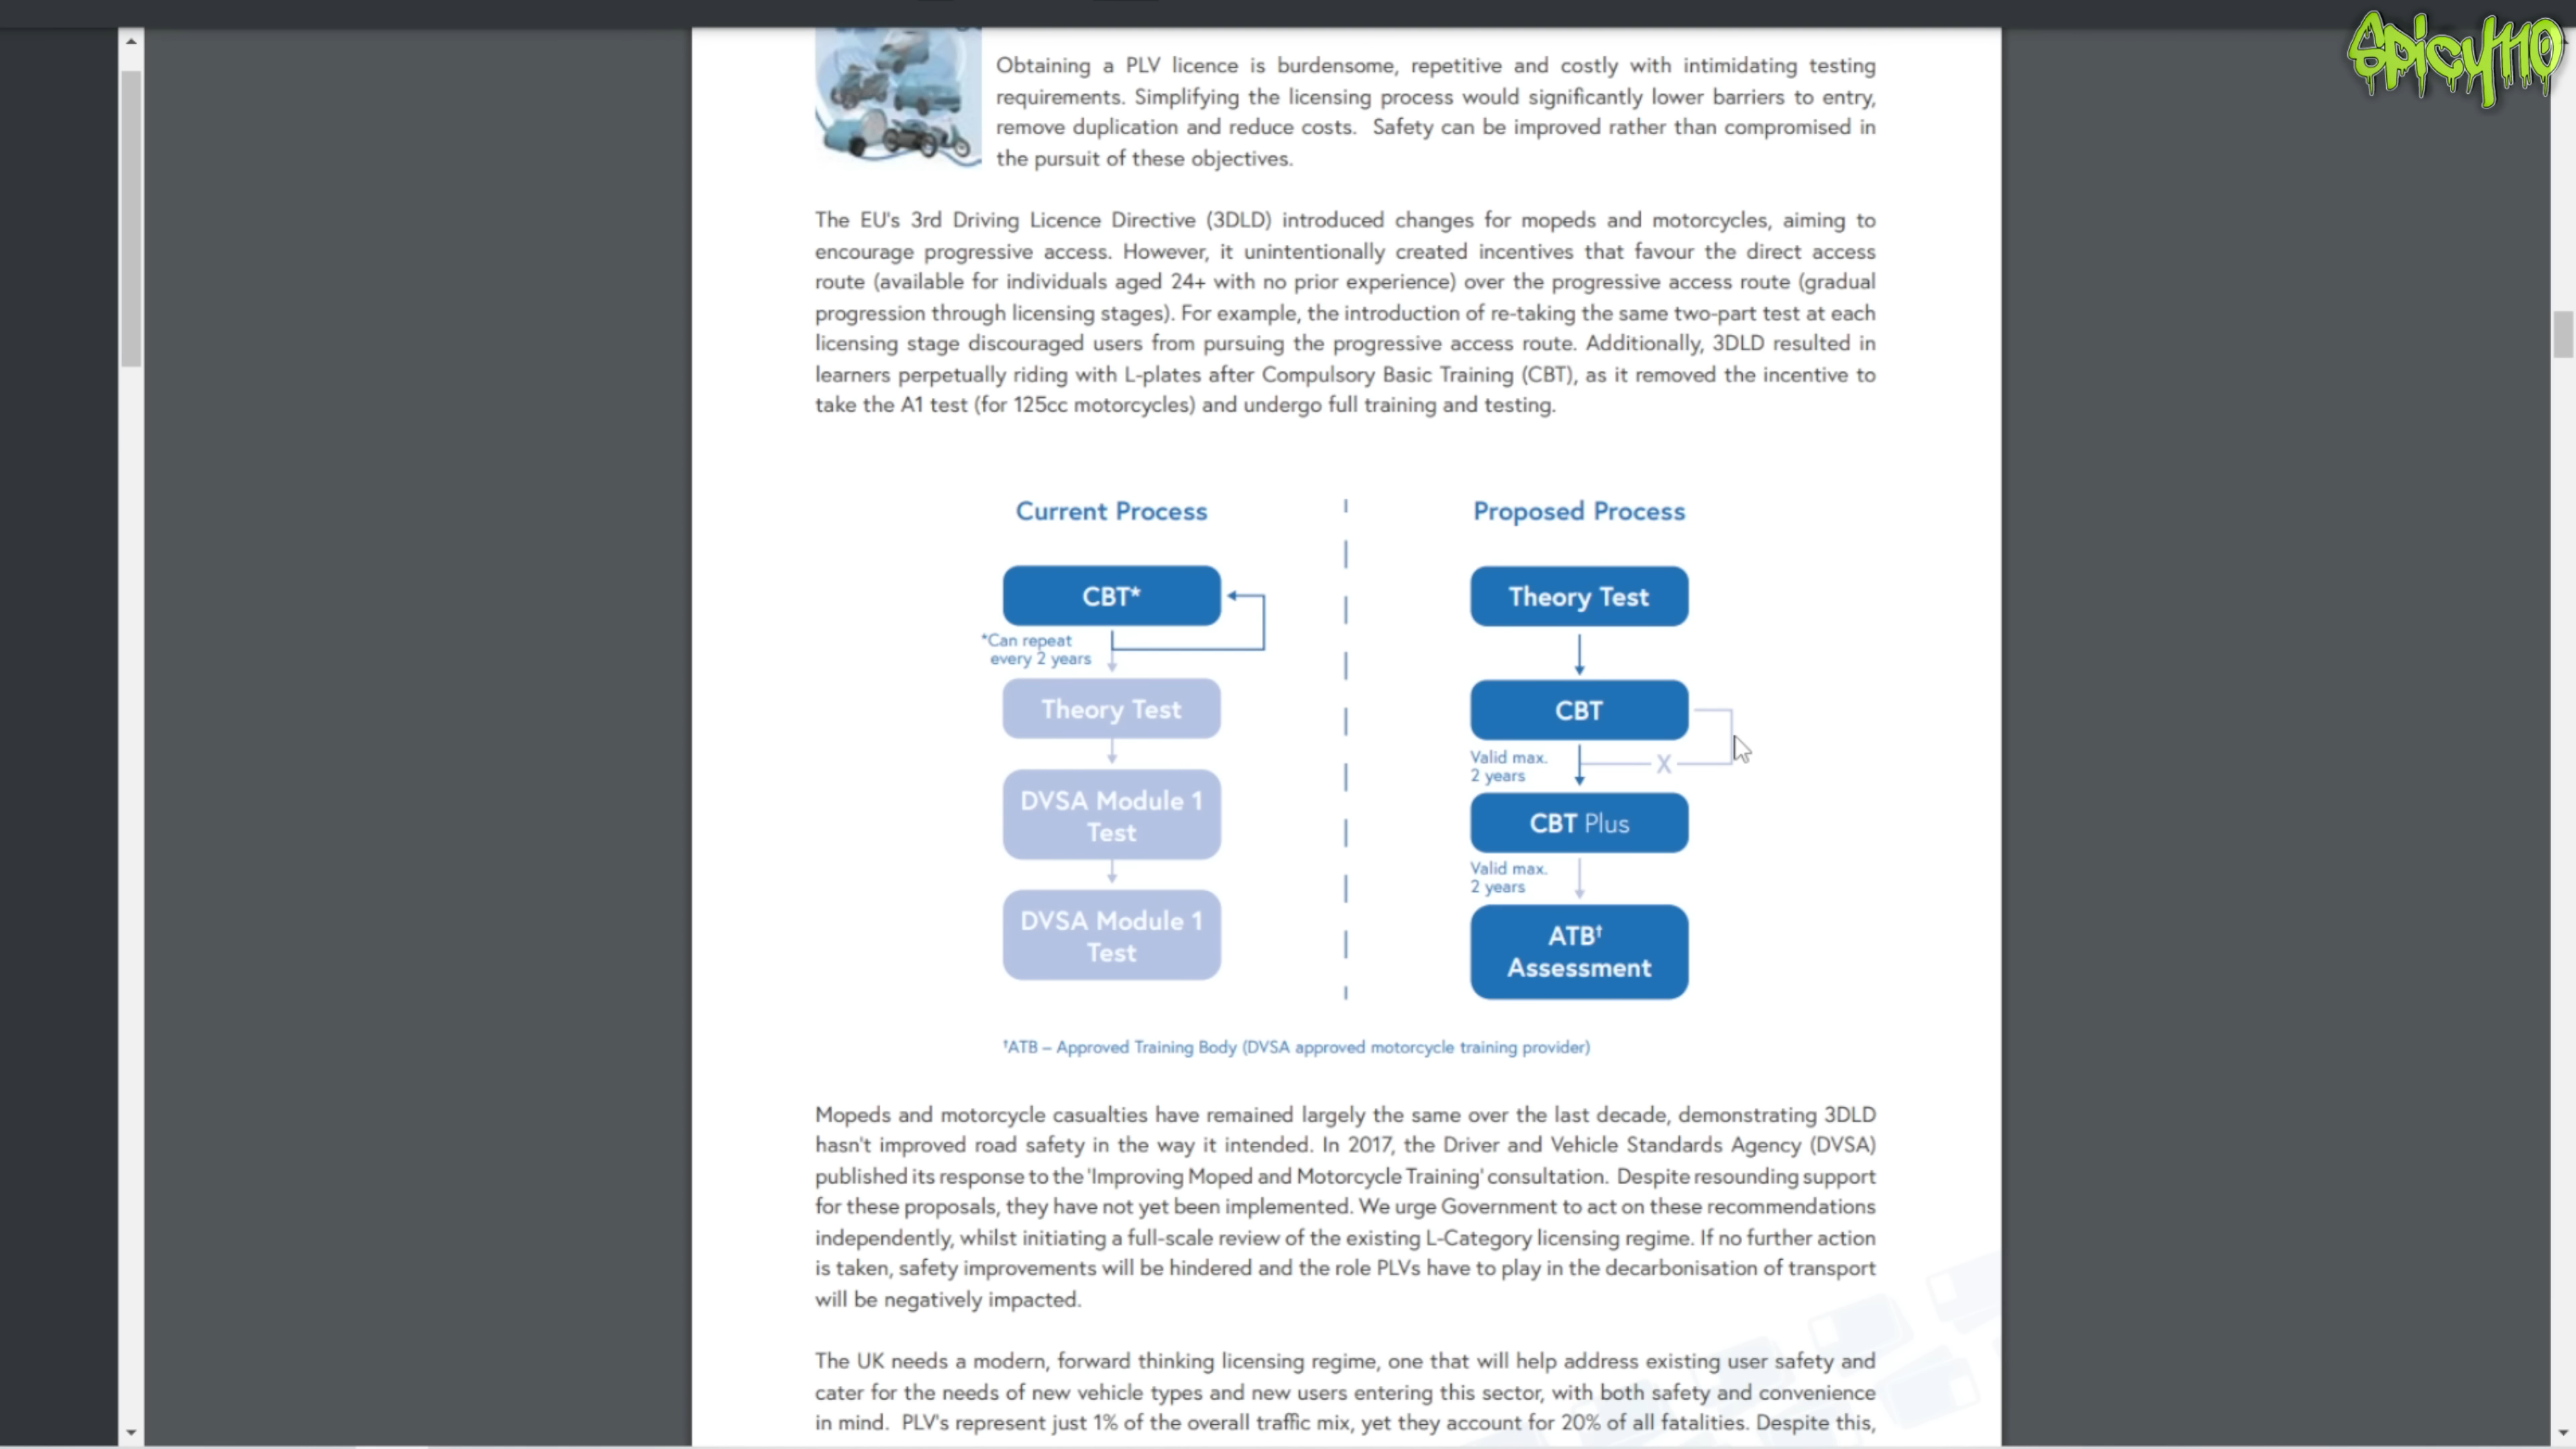 SPiCY110
Obtaining a PLV licence is burdensome, repetitive and costly with intimidating testing
requirements. Simplifying the licensing process would significantly lower barriers to entry,
remove duplication and reduce costs. Safety can be improved rather than compromised in
the pursuit of these objectives.
The EU's 3rd Driving Licence Directive (3DLD) introduced changes for mopeds and motorcycles, aiming to
encourage progressive access. However, it unintentionally created incentives that favour the direct access
route (available for individuals aged 24+ with no prior experience) over the progressive access route (gradual
progression through licensing stages). For example, the introduction of re-taking the same two-part test at each
licensing stage discouraged users from pursuing the progressive access route. Additionally, 3DLD resulted in
learners perpetually riding with L-plates after Compulsory Basic Training (CBT), as it removed the incentive to
take the A1 test (for 125cc motorcycles) and undergo full training and testing.
Current Process
CBT*
*Can repeat
every 2 years
Theory Test
DVSA Module 1
Test
DVSA Module 1
Test
Proposed Process
Theory Test
CBT
Valid max.
2 years
X
CBT Plus
Valid max.
2 years
ATB†
Assessment
†ATB – Approved Training Body (DVSA approved motorcycle training provider)
Mopeds and motorcycle casualties have remained largely the same over the last decade, demonstrating 3DLD
hasn't improved road safety in the way it intended. In 2017, the Driver and Vehicle Standards Agency (DVSA)
published its response to the 'Improving Moped and Motorcycle Training' consultation. Despite resounding support
for these proposals, they have not yet been implemented. We urge Government to act on these recommendations
independently, whilst initiating a full-scale review of the existing L-Category licensing regime. If no further action
is taken, safety improvements will be hindered and the role PLVs have to play in the decarbonisation of transport
will be negatively impacted.
The UK needs a modern, forward thinking licensing regime, one that will help address existing user safety and
cater for the needs of new vehicle types and new users entering this sector, with both safety and convenience
in mind. PLV's represent just 1% of the overall traffic mix, yet they account for 20% of all fatalities. Despite this,